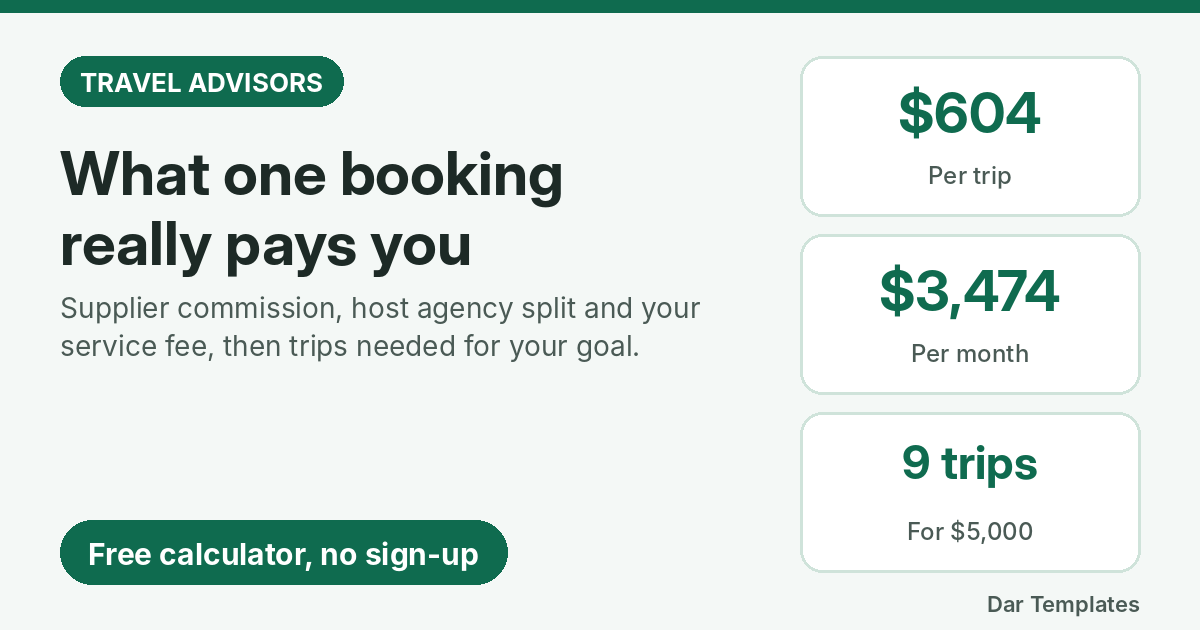 TRAVEL ADVISORS
What one booking
really pays you
Supplier commission, host agency split and your
service fee, then trips needed for your goal.
Free calculator, no sign-up
$604
Per trip
$3,474
Per month
9 trips
For $5,000
Dar Templates